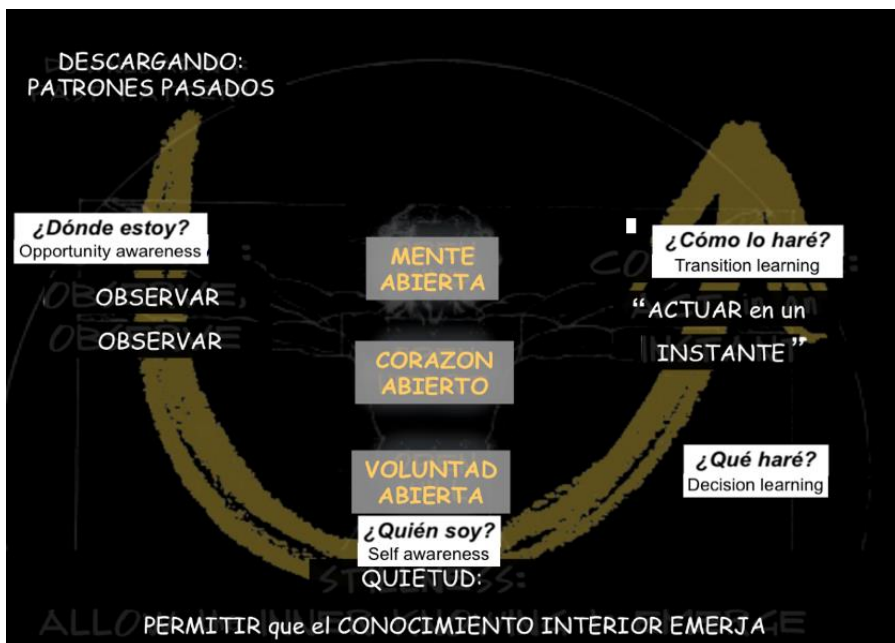 DESCARGANDO:
PATRONES PASADOS
¿Dónde estoy?
Opportunity awareness
OBSERVAR
OBSERVAR
MENTE
ABIERTA
CORAZON
ABIERTO
VOLUNTAD
ABIERTA
¿Cómo lo haré?
Transition learning
“ACTUAR en un
INSTANTE”
¿Qué haré?
Decision learning
¿Quién soy?
Self awareness
QUIETUD:
PERMITIR que el CONOCIMIENTO INTERIOR EMERJA